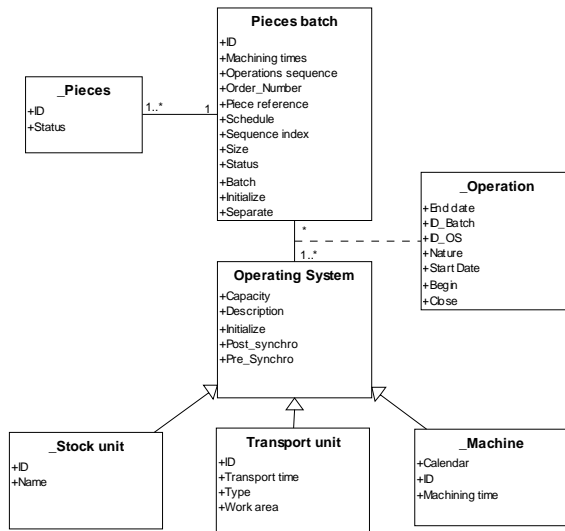 Pieces batch
+ID
+Machining times
+Operations sequence
+Order_Number
+Piece reference
+Schedule
+Sequence index
+Size
+Status
+Batch
+Initialize
+Separate
_Pieces
+ID
+Status
1..*
1
_Operation
+End date
+ID_Batch
+ID_OS
+Nature
+Start Date
+Begin
+Close
*
1..*
Operating System
+Capacity
+Description
+Initialize
+Post_synchro
+Pre_Synchro
_Stock unit
+ID
+Name
Transport unit
+ID
+Transport time
+Type
+Work area
_Machine
+Calendar
+ID
+Machining time